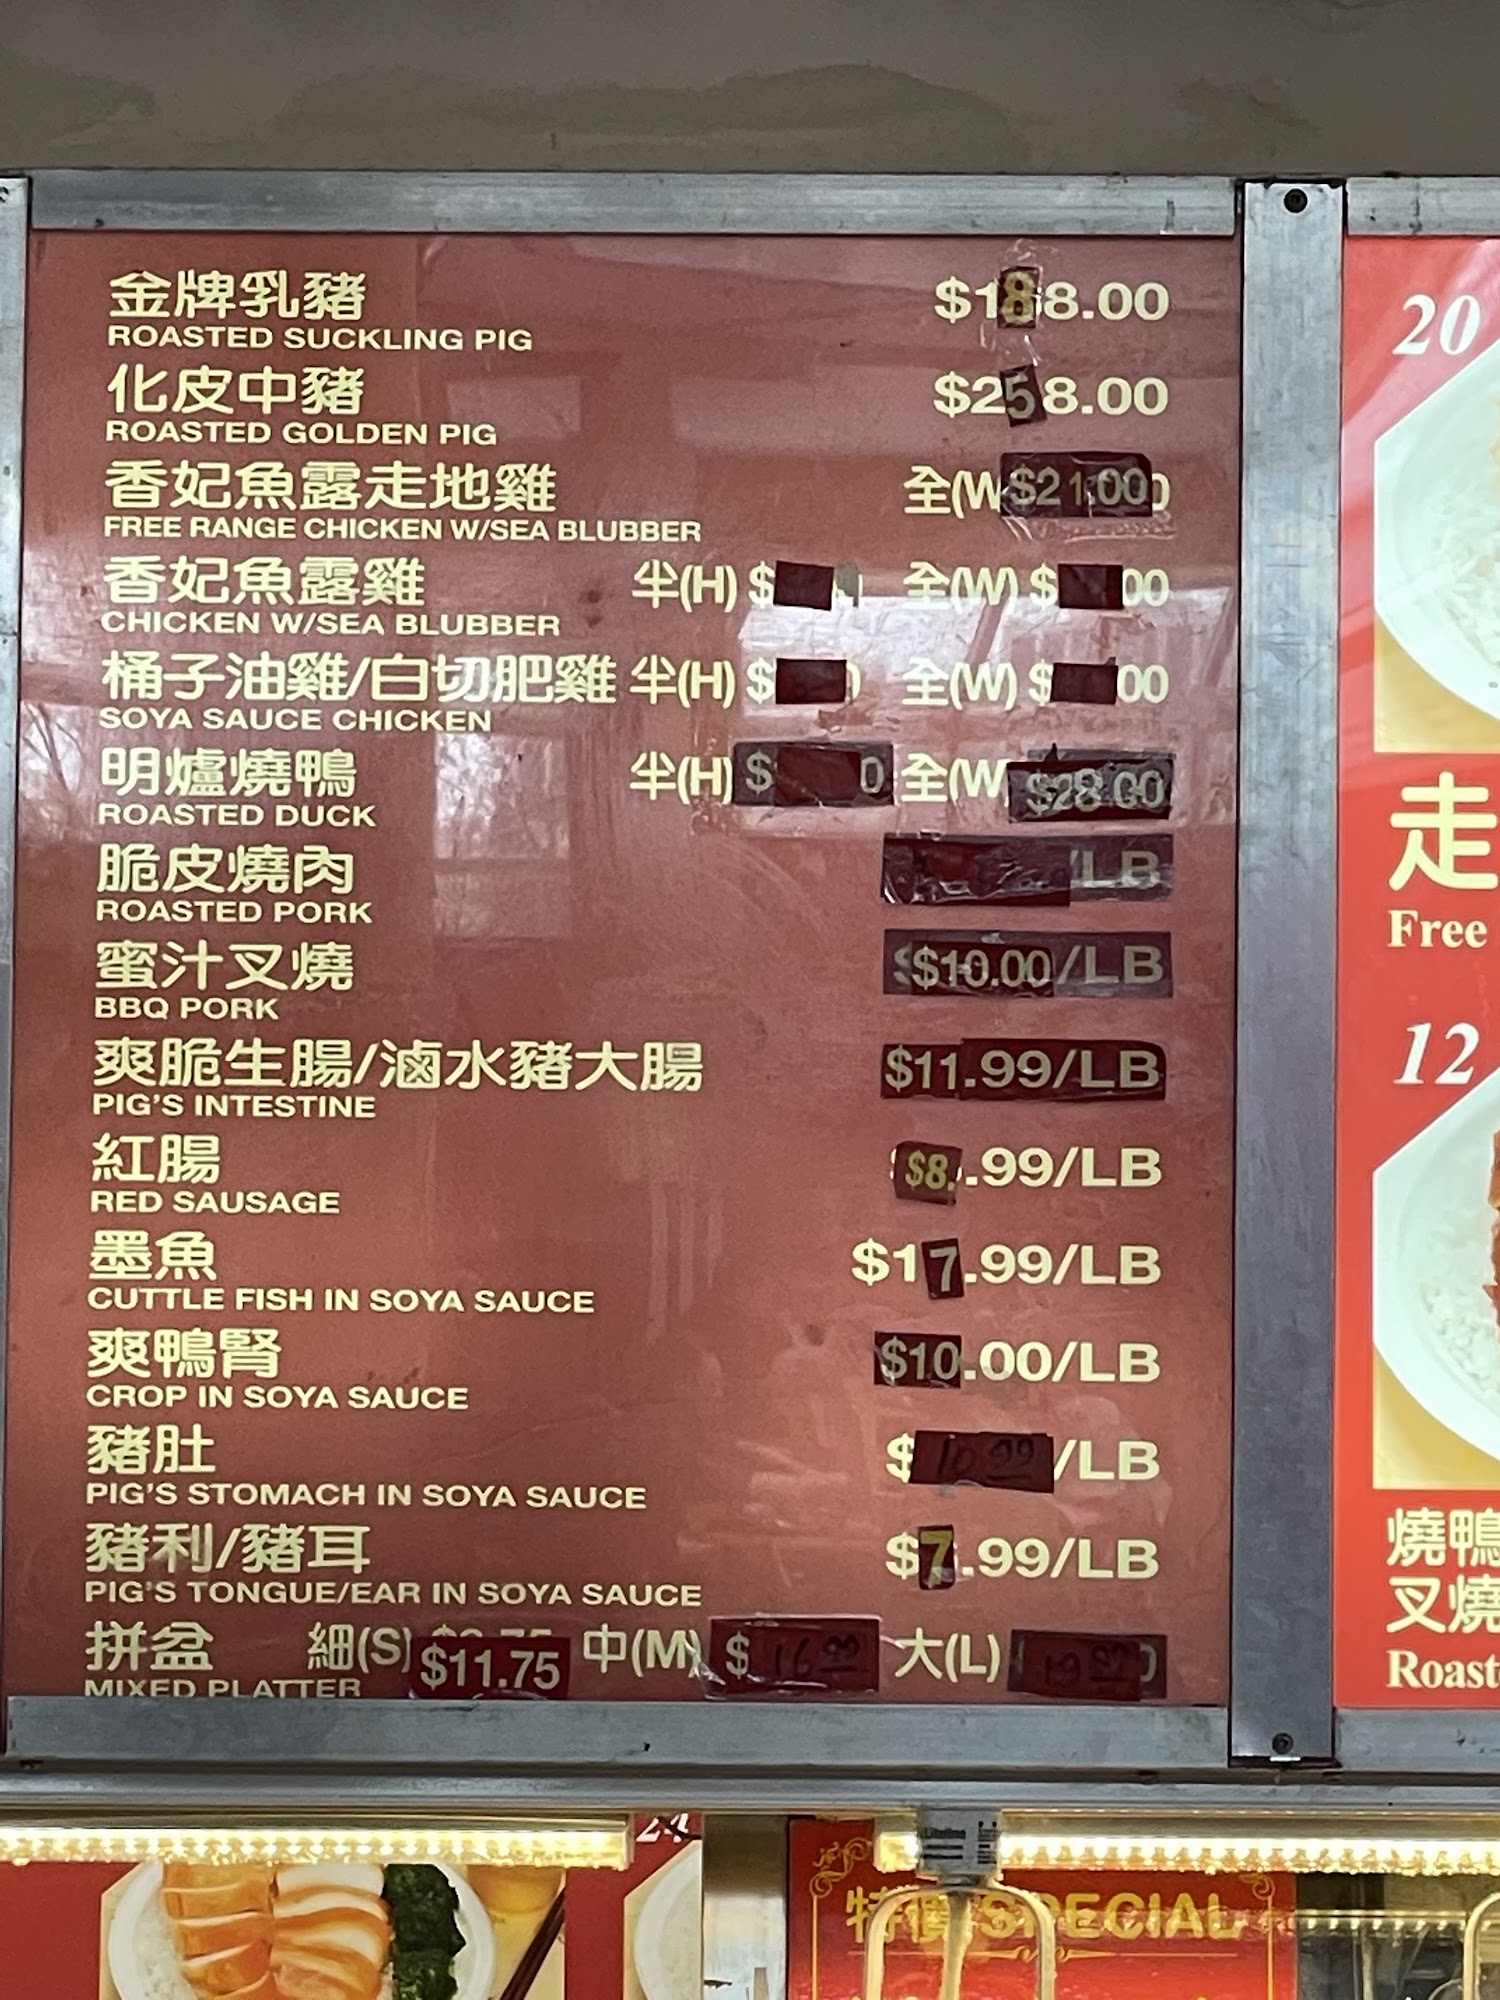 金牌乳豬 $188.00
ROASTED SUCKLING PIG
化皮中豬 $258.00
ROASTED GOLDEN PIG
香妃魚露走地雞 全(W $21.00
FREE RANGE CHICKEN W/SEA BLUBBER
香妃魚露雞 半(H) $ 全(W) $ 00
CHICKEN W/SEA BLUBBER
桶子油雞/白切肥雞 半(H) $ 全(W) $ 00
SOYA SAUCE CHICKEN
明爐燒鴨 半(H) $ 0 全(W $28.00
ROASTED DUCK
脆皮燒肉 /LB
ROASTED PORK
蜜汁叉燒 $10.00/LB
BBQ PORK
爽脆生腸/滷水豬大腸 $11.99/LB
PIG'S INTESTINE
紅腸 $8.99/LB
RED SAUSAGE
墨魚 $17.99/LB
CUTTLE FISH IN SOYA SAUCE
爽鴨腎 $10.00/LB
CROP IN SOYA SAUCE
豬肚 $10.99/LB
PIG'S STOMACH IN SOYA SAUCE
豬利/豬耳 $7.99/LB
PIG'S TONGUE/EAR IN SOYA SAUCE
拼盆 細(S) $11.75 中(M) $16.99 大(L)
MIXED PLATTER
20
走
Free
12
燒鴨
叉燒
Roast
24
特價 SPECIAL